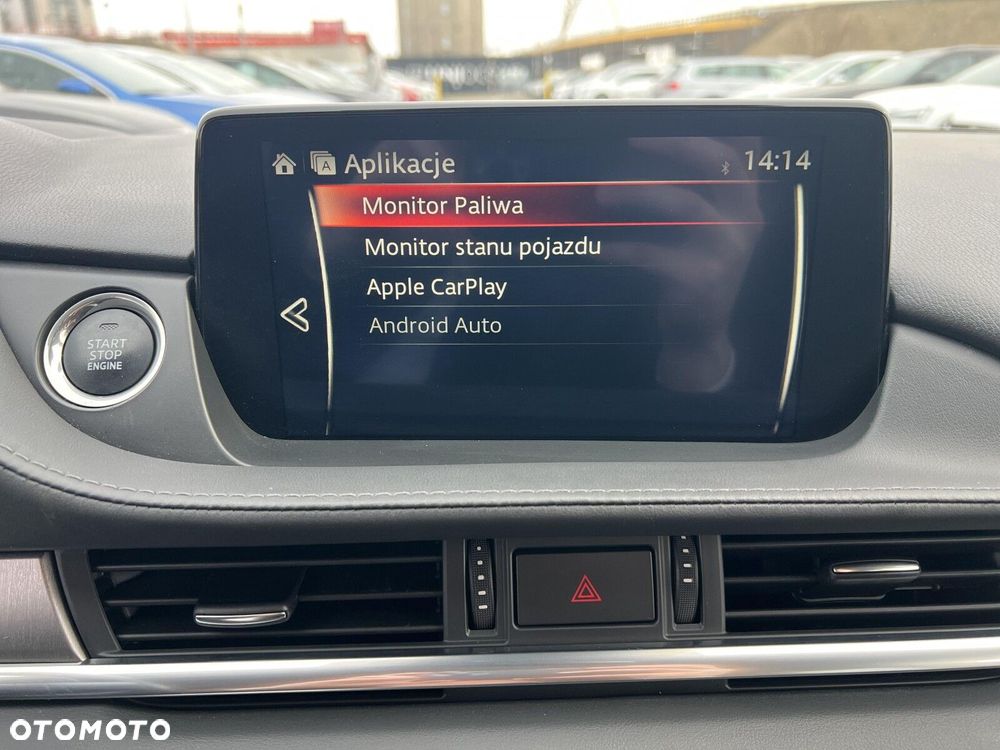 Aplikacje
14:14
Monitor Paliwa
Monitor stanu pojazdu
Apple CarPlay
Android Auto
START
STOP
ENGINE
OTOMOTO